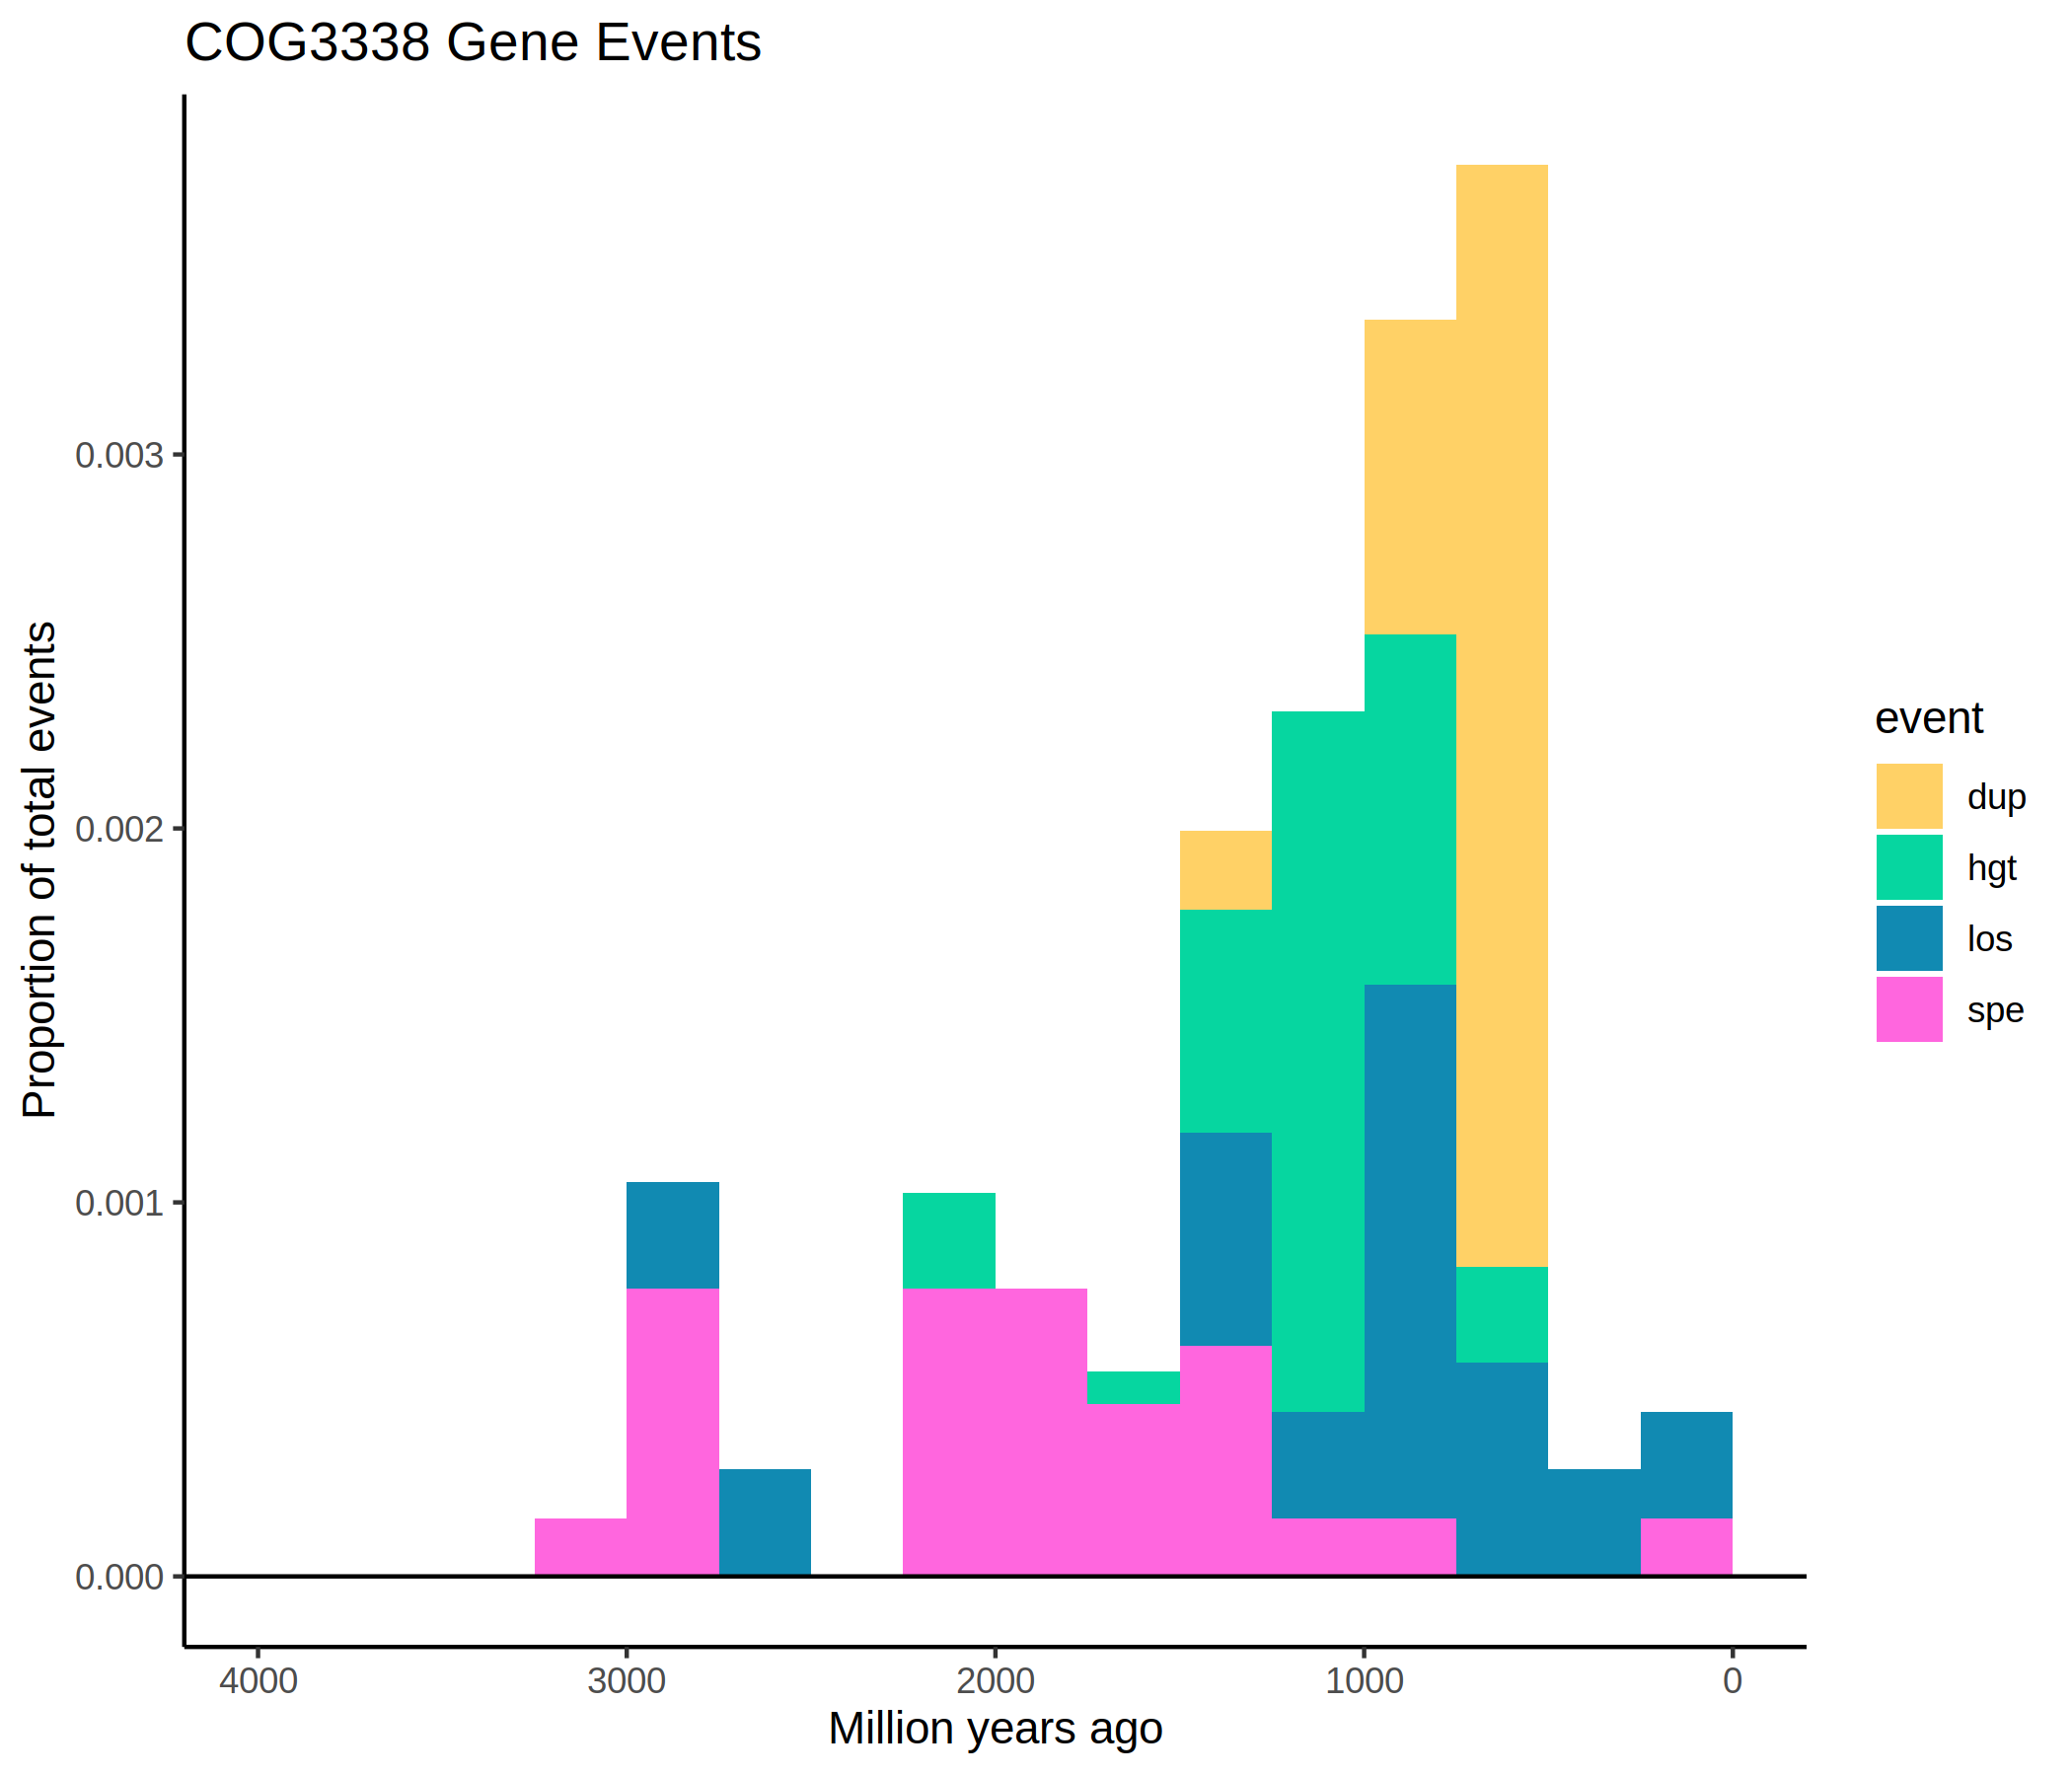 COG3338 Gene Events
Proportion of total events
0.003
0.002
0.001
0.000
4000 3000 2000 1000 0
Million years ago
event
dup
hgt
los
spe